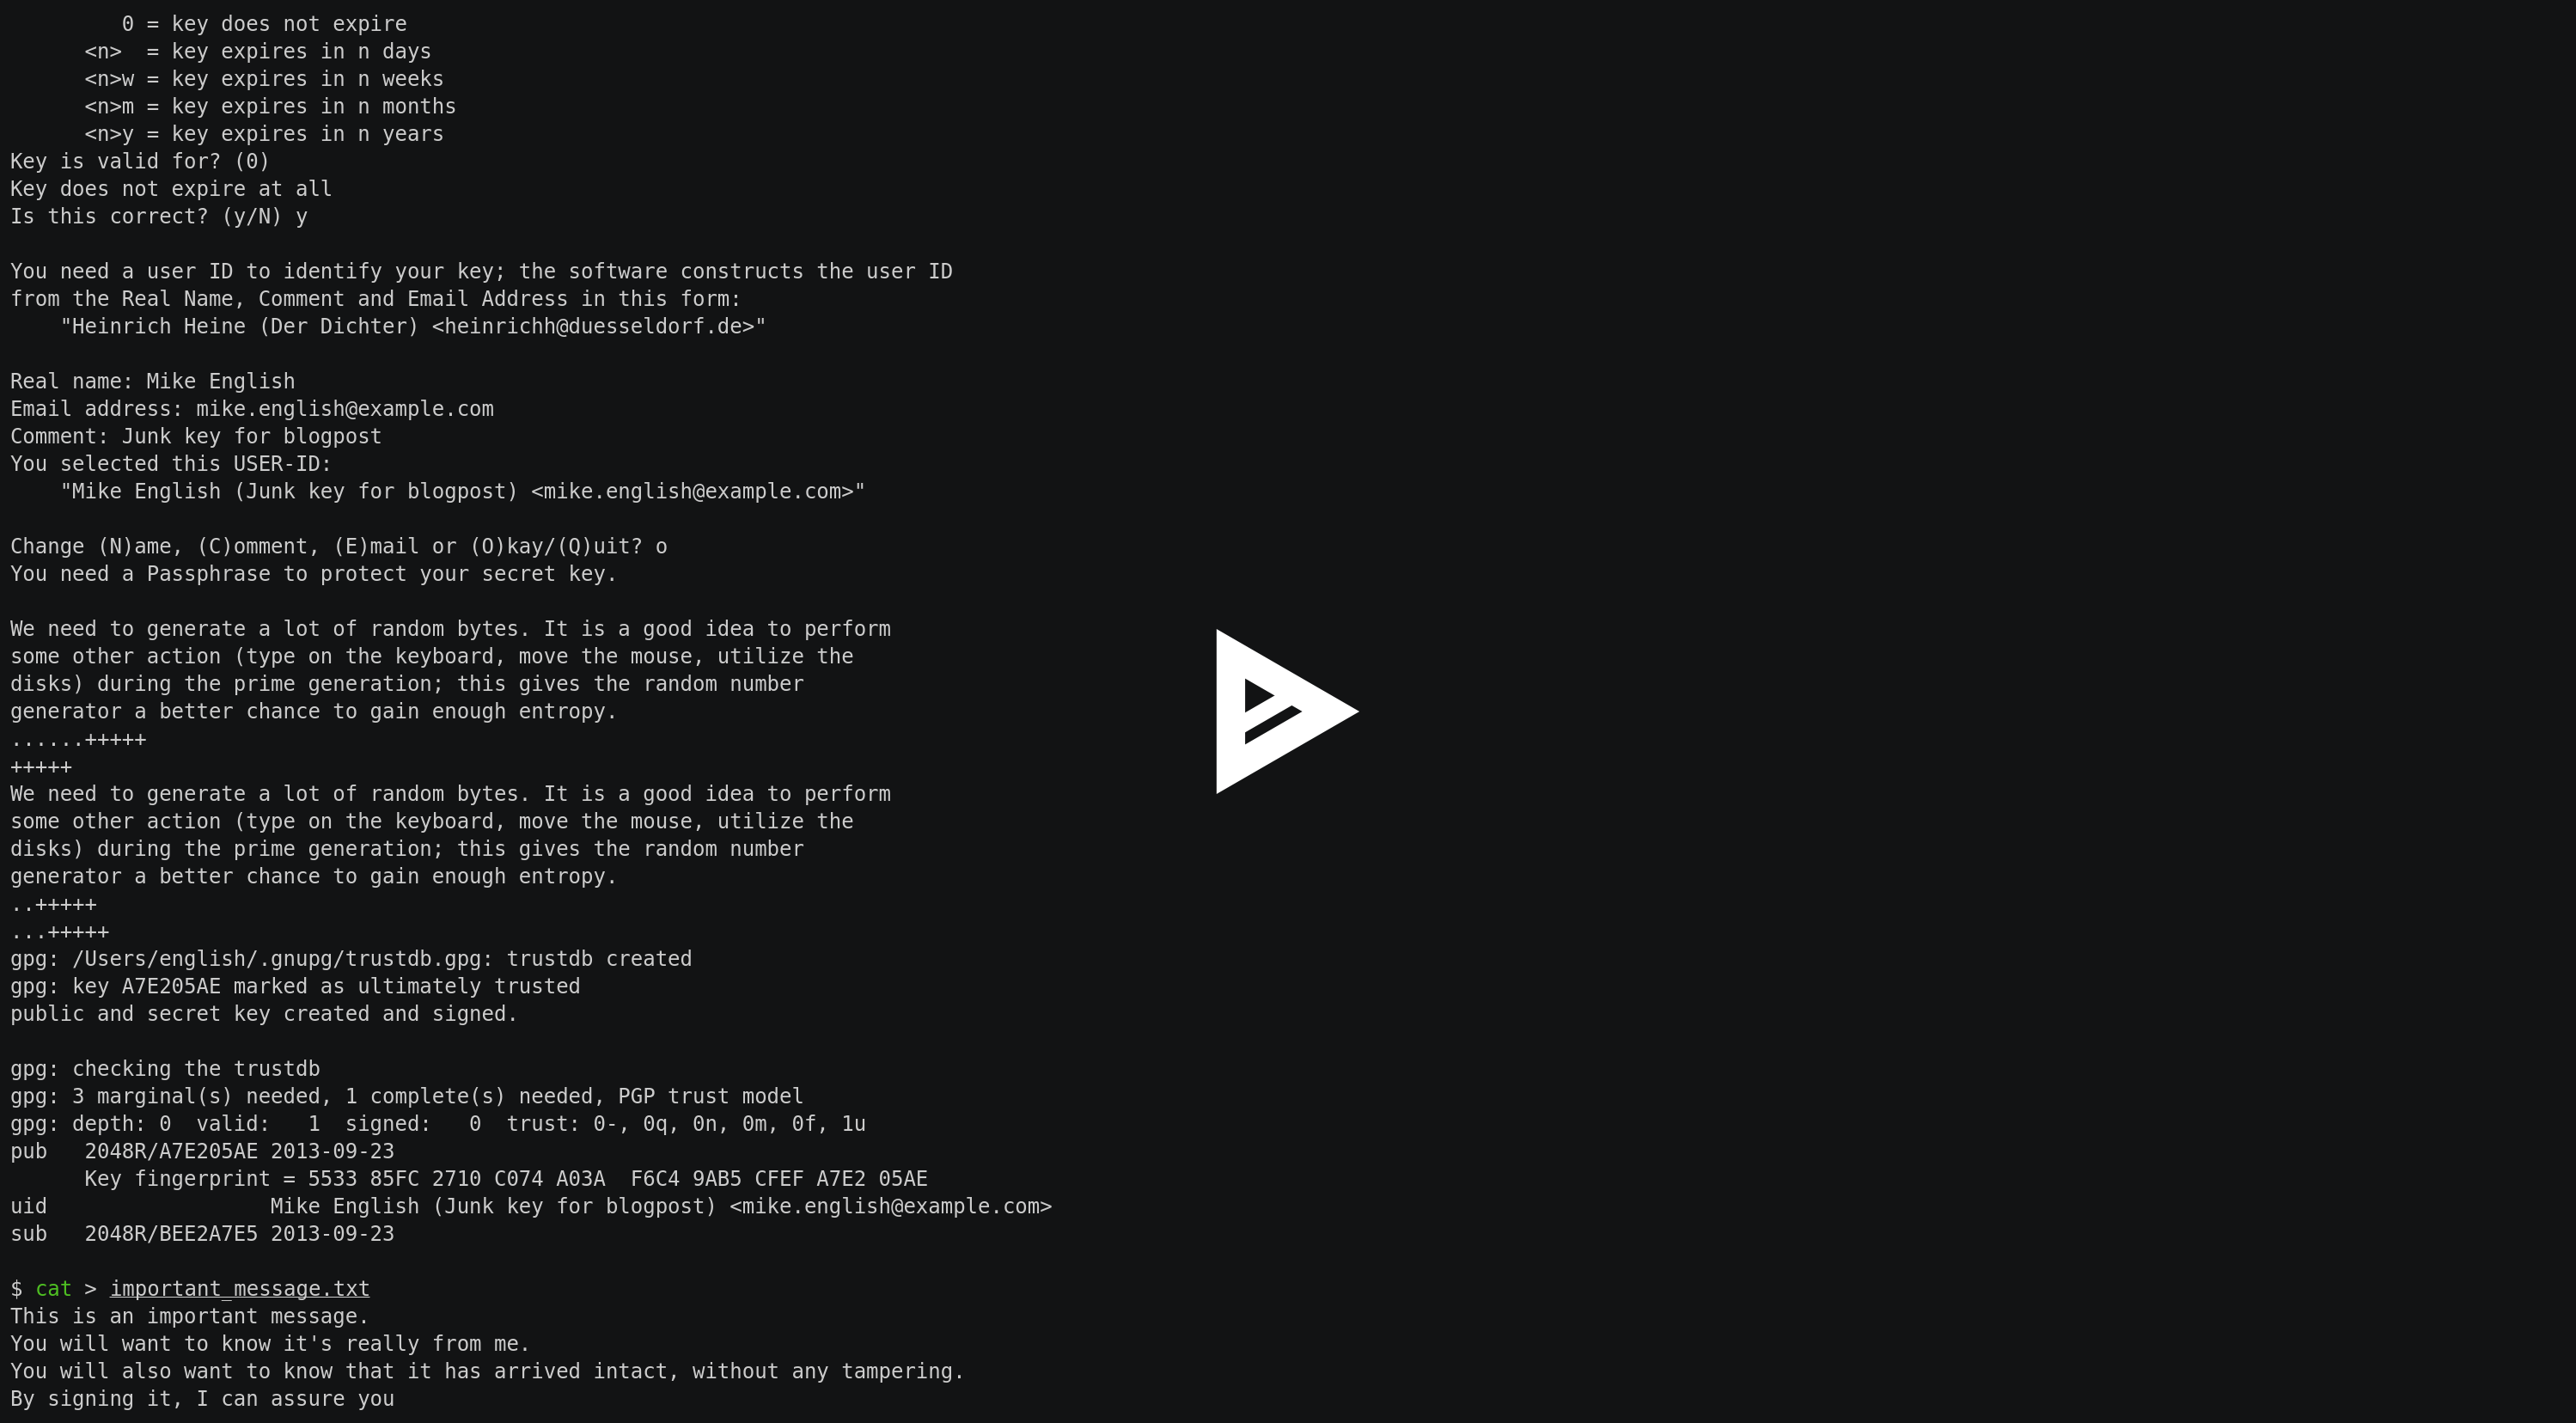 0 = key does not expire
      <n>  = key expires in n days
      <n>w = key expires in n weeks
      <n>m = key expires in n months
      <n>y = key expires in n years
Key is valid for? (0)
Key does not expire at all
Is this correct? (y/N) y

You need a user ID to identify your key; the software constructs the user ID
from the Real Name, Comment and Email Address in this form:
    "Heinrich Heine (Der Dichter) <heinrichh@duesseldorf.de>"

Real name: Mike English
Email address: mike.english@example.com
Comment: Junk key for blogpost
You selected this USER-ID:
    "Mike English (Junk key for blogpost) <mike.english@example.com>"

Change (N)ame, (C)omment, (E)mail or (O)kay/(Q)uit? o
You need a Passphrase to protect your secret key.

We need to generate a lot of random bytes. It is a good idea to perform
some other action (type on the keyboard, move the mouse, utilize the
disks) during the prime generation; this gives the random number
generator a better chance to gain enough entropy.
......+++++
+++++
We need to generate a lot of random bytes. It is a good idea to perform
some other action (type on the keyboard, move the mouse, utilize the
disks) during the prime generation; this gives the random number
generator a better chance to gain enough entropy.
..+++++
...+++++
gpg: /Users/english/.gnupg/trustdb.gpg: trustdb created
gpg: key A7E205AE marked as ultimately trusted
public and secret key created and signed.

gpg: checking the trustdb
gpg: 3 marginal(s) needed, 1 complete(s) needed, PGP trust model
gpg: depth: 0  valid:   1  signed:   0  trust: 0-, 0q, 0n, 0m, 0f, 1u
pub   2048R/A7E205AE 2013-09-23
      Key fingerprint = 5533 85FC 2710 C074 A03A  F6C4 9AB5 CFEF A7E2 05AE
uid                  Mike English (Junk key for blogpost) <mike.english@example.com>
sub   2048R/BEE2A7E5 2013-09-23

$ cat > important_message.txt
This is an important message.
You will want to know it's really from me.
You will also want to know that it has arrived intact, without any tampering.
By signing it, I can assure you